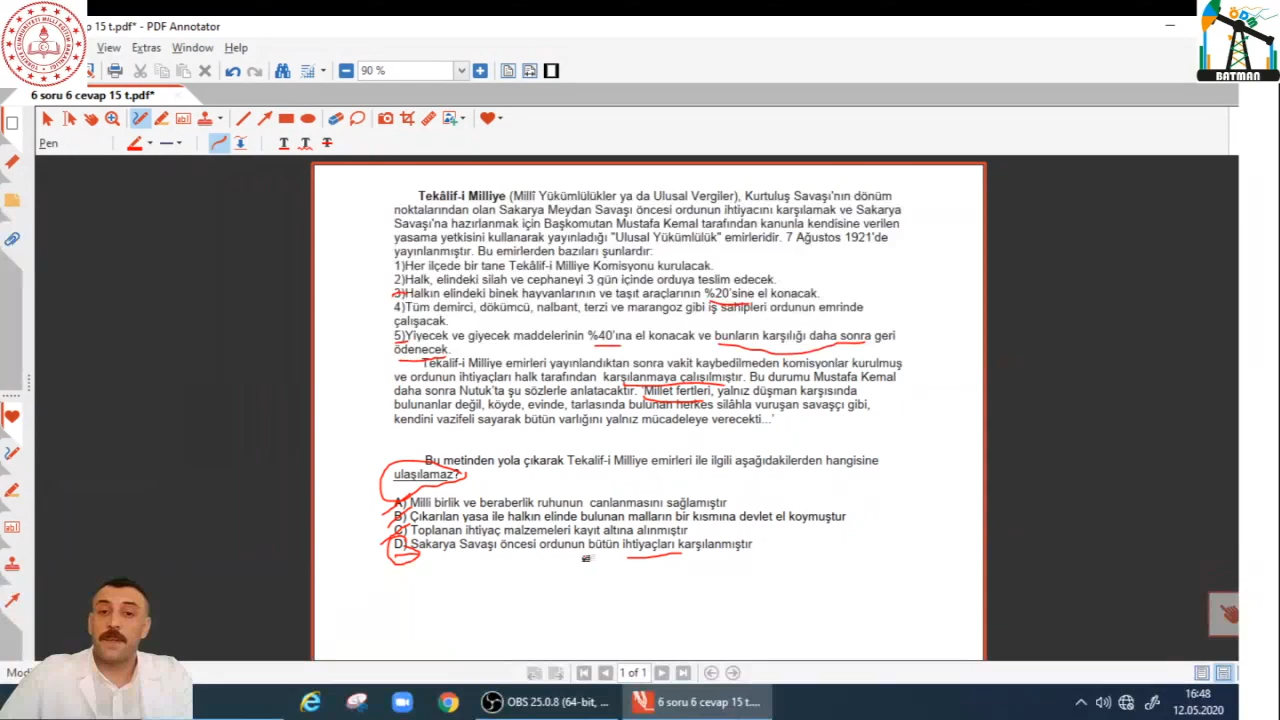 T.C. MİLLÎ EĞİTİM BAKANLIĞI
ÖDS
BATMAN
cevap 15 t.pdf* - PDF Annotator
View Extras Window Help
90 %
6 soru 6 cevap 15 t.pdf*
Pen
Tekâlif-i Milliye (Millî Yükümlülükler ya da Ulusal Vergiler), Kurtuluş Savaşı'nın dönüm
noktalarından olan Sakarya Meydan Savaşı öncesi ordunun ihtiyacını karşılamak ve Sakarya
Savaşı'na hazırlanmak için Başkomutan Mustafa Kemal tarafından kanunla kendisine verilen
yasama yetkisini kullanarak yayınladığı "Ulusal Yükümlülük" emirleridir. 7 Ağustos 1921'de
yayınlanmıştır. Bu emirlerden bazıları şunlardır:
1)Her ilçede bir tane Tekâlif-i Milliye Komisyonu kurulacak.
2)Halk, elindeki silah ve cephaneyi 3 gün içinde orduya teslim edecek.
3)Halkın elindeki binek hayvanlarının ve taşıt araçlarının %20'sine el konacak.
4)Tüm demirci, dökümcü, nalbant, terzi ve marangoz gibi iş sahipleri ordunun emrinde
çalışacak.
5)Yiyecek ve giyecek maddelerinin %40'ına el konacak ve bunların karşılığı daha sonra geri
ödenecek.
Tekalif-i Milliye emirleri yayınlandıktan sonra vakit kaybedilmeden komisyonlar kurulmuş
ve ordunun ihtiyaçları halk tarafından karşılanmaya çalışılmıştır. Bu durumu Mustafa Kemal
daha sonra Nutuk'ta şu sözlerle anlatacaktır. 'Millet fertleri, yalnız düşman karşısında
bulunanlar değil, köyde, evinde, tarlasında bulunan herkes silâhla vuruşan savaşçı gibi,
kendini vazifeli sayarak bütün varlığını yalnız mücadeleye verecekti...'
Bu metinden yola çıkarak Tekalif-i Milliye emirleri ile ilgili aşağıdakilerden hangisine
ulaşılamaz?
A) Milli birlik ve beraberlik ruhunun canlanmasını sağlamıştır
B) Çıkarılan yasa ile halkın elinde bulunan malların bir kısmına devlet el koymuştur
C) Toplanan ihtiyaç malzemeleri kayıt altına alınmıştır
D) Sakarya Savaşı öncesi ordunun bütün ihtiyaçları karşılanmıştır
1 of 1
OBS 25.0.8 (64-bit, ...
6 soru 6 cevap 15 t....
16:48
12.05.2020